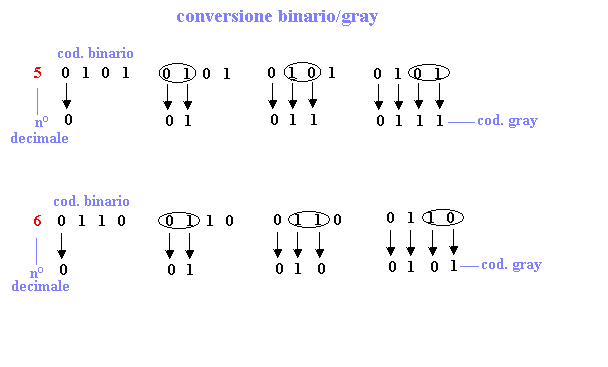 conversione binario/gray
cod. binario
5 0 1 0 1 0 1 0 1 0 1 0 1 0 1 0 1
0 0 1 0 1 1 0 1 1 1 cod. gray
n°
decimale
cod. binario
6 0 1 1 0 0 1 1 0 0 1 1 0 0 1 1 0
0 0 1 0 1 0 0 1 0 1 cod. gray
n°
decimale